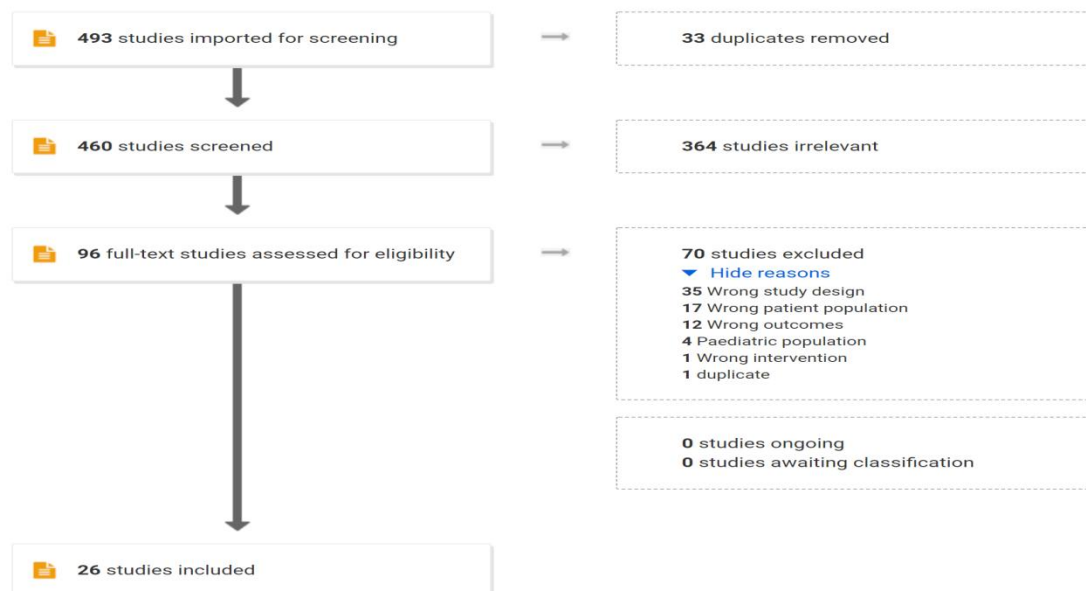 493 studies imported for screening
33 duplicates removed
460 studies screened
364 studies irrelevant
96 full-text studies assessed for eligibility
70 studies excluded
Hide reasons
35 Wrong study design
17 Wrong patient population
12 Wrong outcomes
4 Paediatric population
1 Wrong intervention
1 duplicate
0 studies ongoing
0 studies awaiting classification
26 studies included